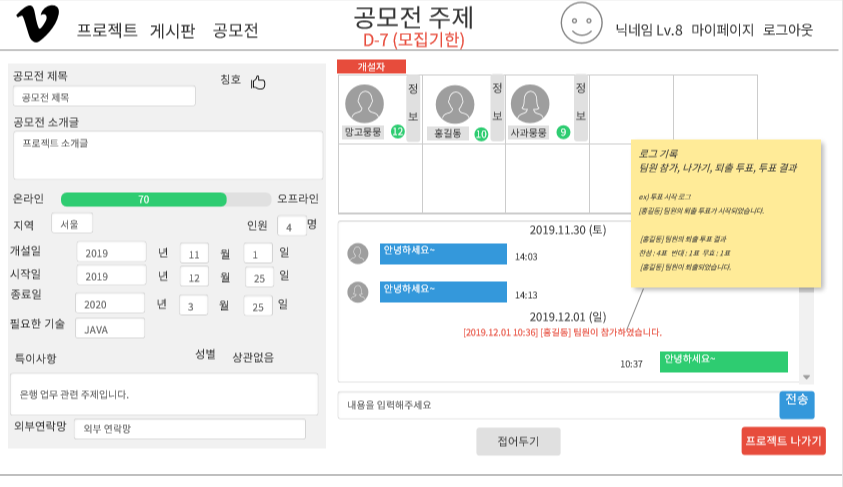 프로젝트 게시판 공모전
공모전 주제
D-7 (모집기한)
닉네임 Lv.8 마이페이지 로그아웃
공모전 제목
칭호
공모전 제목
공모전 소개글
프로젝트 소개글
온라인 70 오프라인
지역 서울 인원 4 명
개설일 2019 년 11 월 1 일
시작일 2019 년 12 월 25 일
종료일 2020 년 3 월 25 일
필요한 기술 JAVA
특이사항 성별 상관없음
은행 업무 관련 주제입니다.
외부연락망 외부 연락망
개설자
정보
정보
정보
망고뭉뭉 12
홍길동 10
사과뭉뭉 9
로그 기록
팀원 참가, 나가기, 퇴출 투표, 투표 결과
ex) 투표 시작 로그
[홍길동] 팀원의 퇴출 투표가 시작되었습니다.
[홍길동] 팀원의 퇴출 투표 결과
찬성 : 4표 반대 : 1표 무효 : 1표
[홍길동] 팀원이 퇴출되었습니다.
2019.11.30 (토)
안녕하세요~ 14:03
안녕하세요~ 14:13
2019.12.01 (일)
[2019.12.01 10:36] [홍길동] 팀원이 참가하였습니다.
10:37 안녕하세요~
내용을 입력해주세요 전송
접어두기
프로젝트 나가기